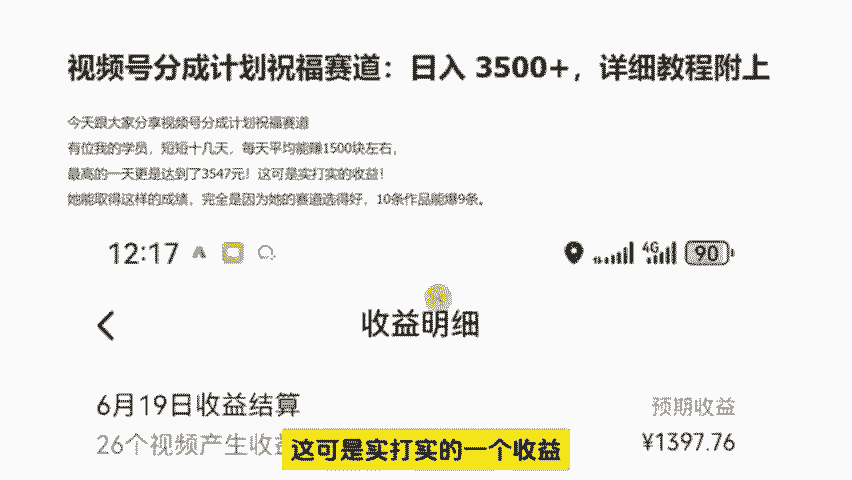 视频号分成计划祝福赛道：日入 3500+，详细教程附上
今天跟大家分享视频号分成计划祝福赛道
有位我的学员，短短十几天，每天平均能赚1500块左右，
最高的一天更是达到了3547元！这可是实打实的收益！
她能取得这样的成绩，完全是因为她的赛道选得好，10条作品能爆9条。
12:17
4G
90
收益明细
6月19日收益结算
预期收益
26个视频产生收益
¥1397.76
这可是实打实的一个收益